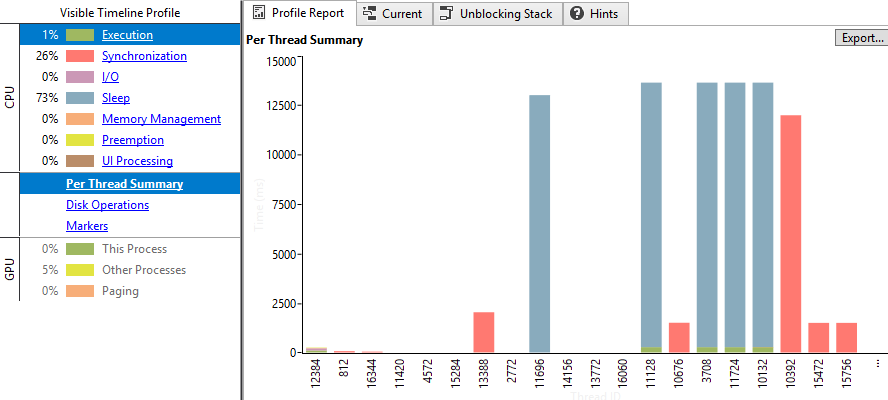 Visible Timeline Profile
CPU
1% Execution
26% Synchronization
0% I/O
73% Sleep
0% Memory Management
0% Preemption
0% UI Processing
Per Thread Summary
Disk Operations
Markers
GPU
0% This Process
5% Other Processes
0% Paging
Profile Report Current Unblocking Stack Hints
Per Thread Summary Export...
15000
12500
10000
7500
5000
2500
0
Time (ms)
12384 812 16344 11420 4572 15284 13388 2772 11696 14156 13772 16060 11128 10676 3708 11724 10132 10392 15472 15756 ...
Thread ID